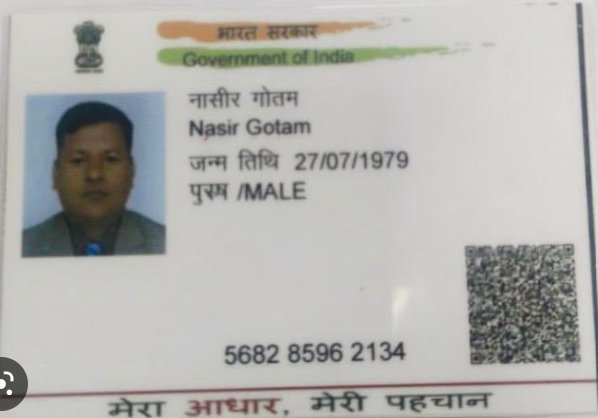 भारत सरकार
Government of India
नासीर गोतम
Nasir Gotam
जन्म तिथि 27/07/1979
पुरुष /MALE
5682 8596 2134
मेरा आधार, मेरी पहचान